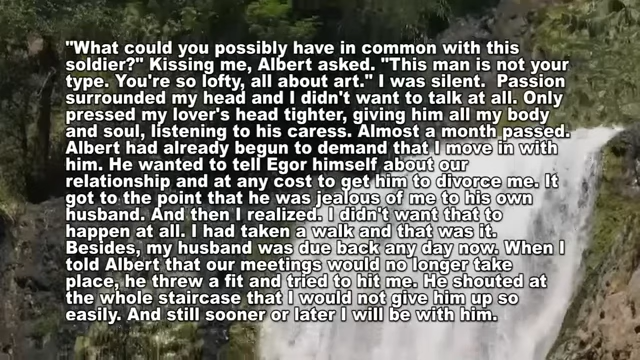 "What could you possibly have in common with this
soldier?" Kissing me, Albert asked. "This man is not your
type. You're so lofty, all about art." I was silent.  Passion
surrounded my head and I didn't want to talk at all. Only
pressed my lover's head tighter, giving him all my body
and soul, listening to his caress. Almost a month passed.
Albert had already begun to demand that I move in with
him. He wanted to tell Egor himself about our
relationship and at any cost to get him to divorce me. It
got to the point that he was jealous of me to his own
husband. And then I realized. I didn't want that to
happen at all. I had taken a walk and that was it.
Besides, my husband was due back any day now. When I
told Albert that our meetings would no longer take
place, he threw a fit and tried to hit me. He shouted at
the whole staircase that I would not give him up so
easily. And still sooner or later I will be with him.